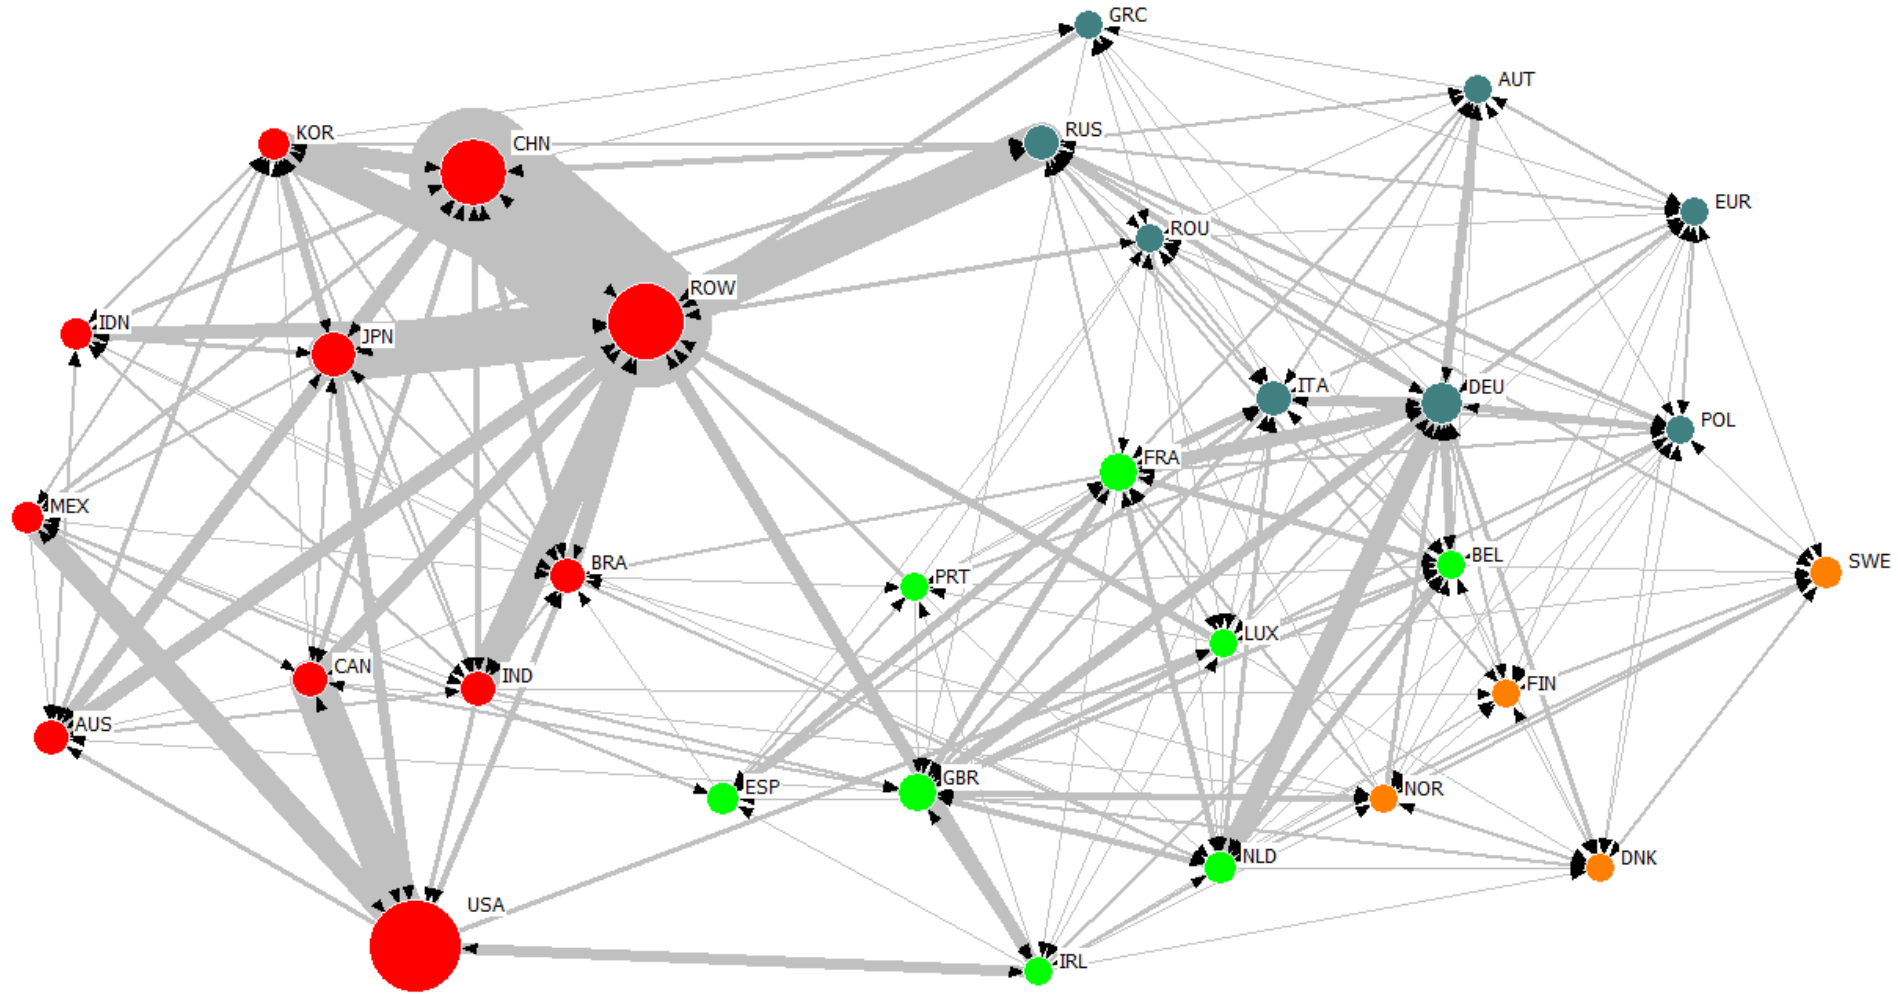 GRC
AUT
KOR
CHN
RUS
EUR
ROU
ROW
IDN
JPN
ITA
DEU
POL
FRA
MEX
BRA
PRT
BEL
SWE
LUX
CAN
IND
FIN
AUS
ESP
GBR
NOR
NLD
DNK
USA
IRL